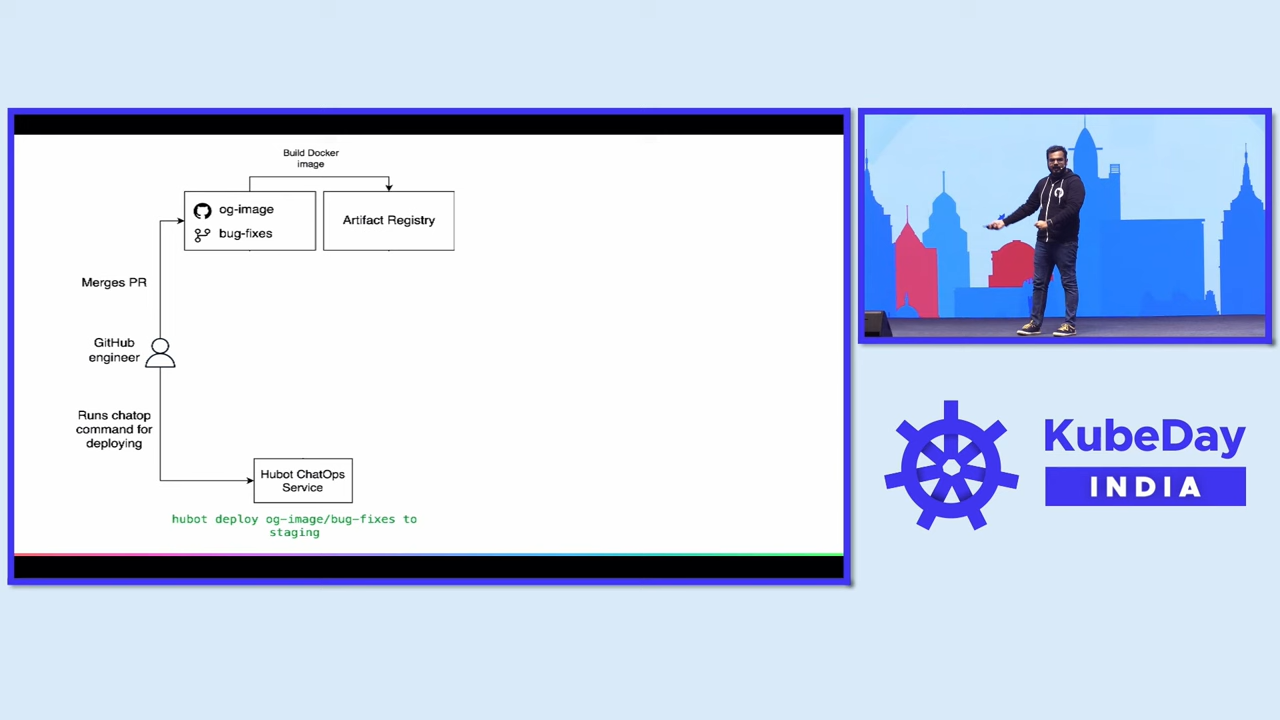 Build Docker
image
og-image
bug-fixes
Artifact Registry
Merges PR
GitHub
engineer
Runs chatop
command for
deploying
Hubot ChatOps
Service
hubot deploy og-image/bug-fixes to
staging
KubeDay
INDIA